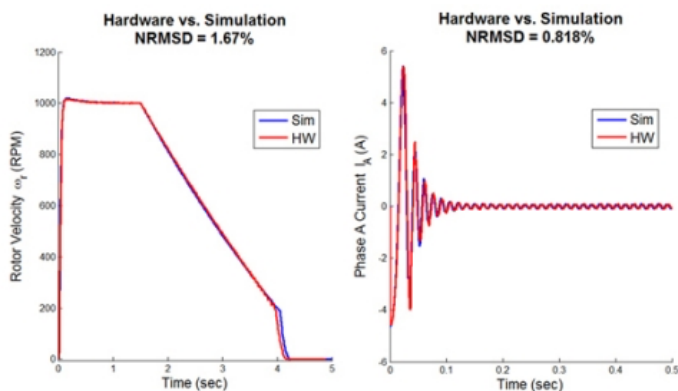 Hardware vs. Simulation
NRMSD = 1.67%
1200
1000
800
600
400
200
0
Rotor Velocity ω_r (RPM)
Sim
HW
0 1 2 3 4 5
Time (sec)
Hardware vs. Simulation
NRMSD = 0.818%
6
4
2
0
-2
-4
-6
Phase A Current I_A (A)
Sim
HW
0 0.1 0.2 0.3 0.4 0.5
Time (sec)